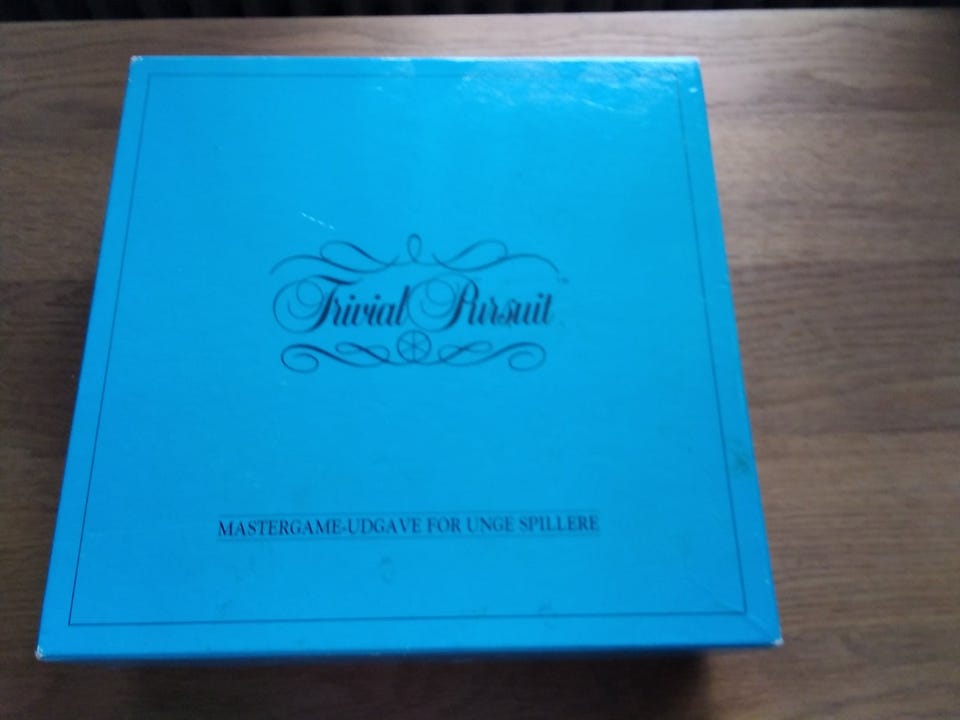 Trivial Pursuit
MASTERGAME-UDGAVE FOR UNGE SPILLERE